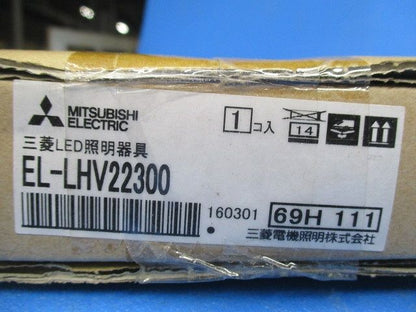 MITSUBISHI
ELECTRIC
1コ入
14
三菱LED照明器具
EL-LHV22300
160301
69H 111
三菱電機照明株式会社